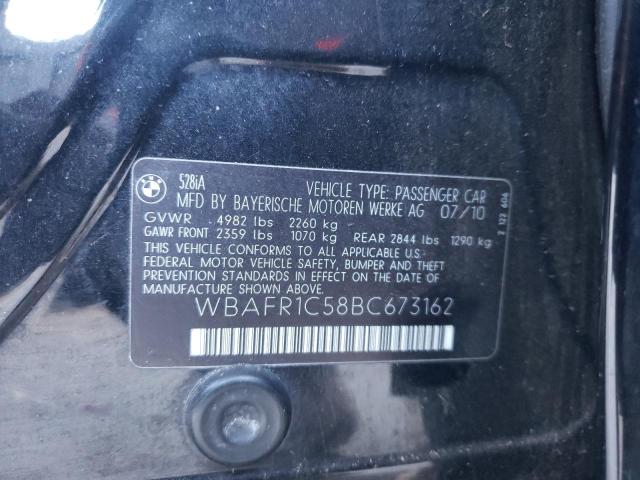 BMW
528iA
VEHICLE TYPE: PASSENGER CAR
MFD BY BAYERISCHE MOTOREN WERKE AG 07/10
GVWR 4982 lbs 2260 kg
GAWR FRONT 2359 lbs 1070 kg REAR 2844 lbs 1290 kg
THIS VEHICLE CONFORMS TO ALL APPLICABLE U.S.
FEDERAL MOTOR VEHICLE SAFETY, BUMPER AND THEFT
PREVENTION STANDARDS IN EFFECT ON THE DATE OF
MANUFACTURE SHOWN ABOVE.
WBAFR1C58BC673162